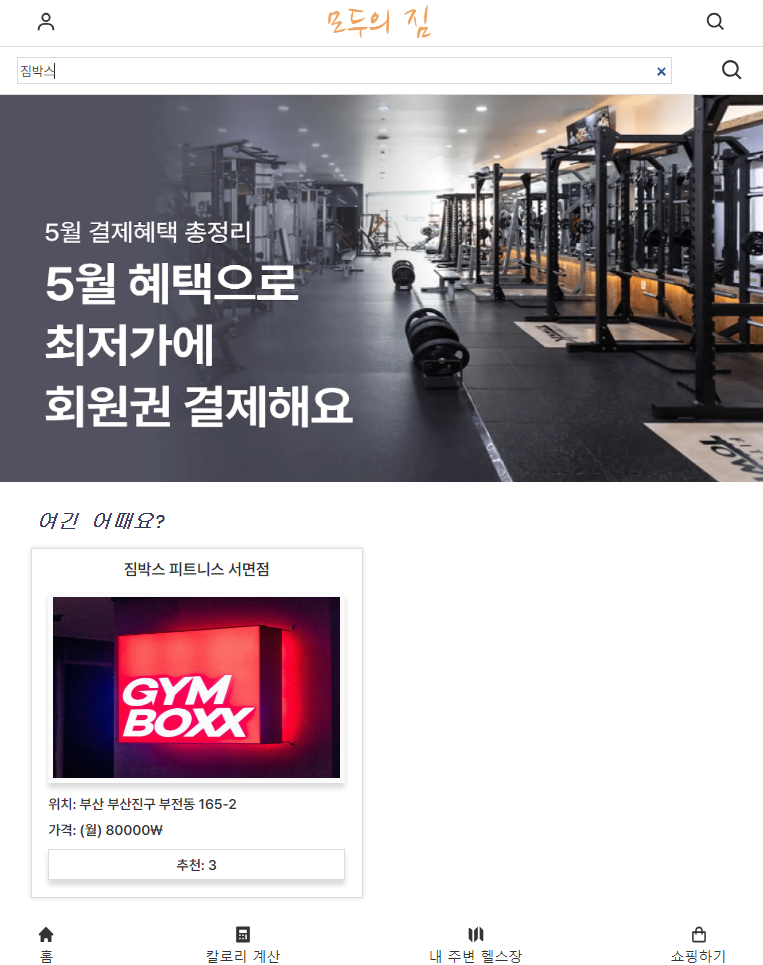 모두의 짐
짐박스
5월 결제혜택 총정리
5월 혜택으로
최저가에
회원권 결제해요
여긴 어때요?
짐박스 피트니스 서면점
GYM
BOXX
위치: 부산 부산진구 부전동 165-2
가격: (월) 80000₩
추천: 3
홈
칼로리 계산
내 주변 헬스장
쇼핑하기